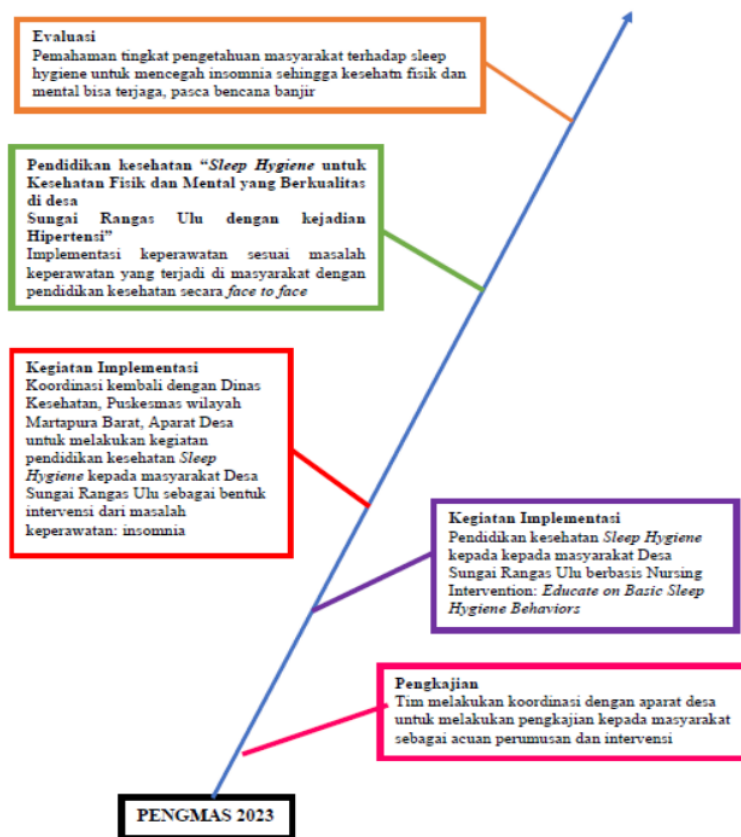 Evaluasi
Pemahaman tingkat pengetahuan masyarakat terhadap sleep
hygiene untuk mencegah insomnia sehingga kesehatn fisik dan
mental bisa terjaga, pasca bencana banjir
Pendidikan kesehatan “Sleep Hygiene untuk
Kesehatan Fisik dan Mental yang Berkualitas
di desa
Sungai Rangas Ulu dengan kejadian
Hipertensi”
Implementasi keperawatan sesuai masalah
keperawatan yang terjadi di masyarakat dengan
pendidikan kesehatan secara face to face
Kegiatan Implementasi
Koordinasi kembali dengan Dinas
Kesehatan, Puskesmas wilayah
Martapura Barat, Aparat Desa
untuk melakukan kegiatan
pendidikan kesehatan Sleep
Hygiene kepada masyarakat Desa
Sungai Rangas Ulu sebagai bentuk
intervensi dari masalah
keperawatan: insomnia
Kegiatan Implementasi
Pendidikan kesehatan Sleep Hygiene
kepada kepada masyarakat Desa
Sungai Rangas Ulu berbasis Nursing
Intervention: Educate on Basic Sleep
Hygiene Behaviors
Pengkajian
Tim melakukan koordinasi dengan aparat desa
untuk melakukan pengkajian kepada masyarakat
sebagai acuan perumusan dan intervensi
PENGMAS 2023